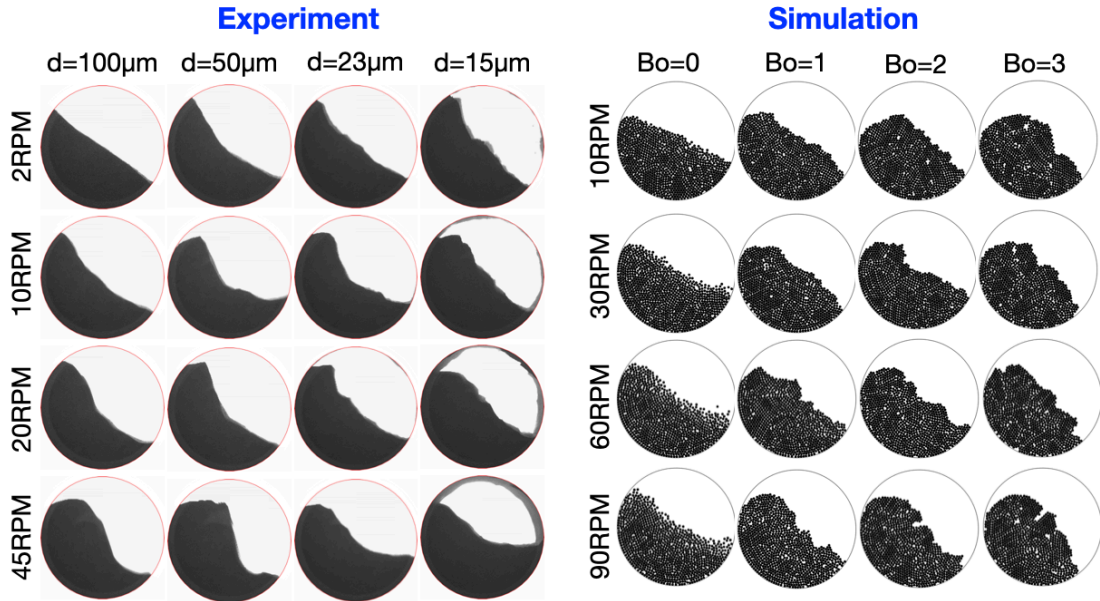 Experiment
d=100µm d=50µm d=23µm d=15µm
2RPM
10RPM
20RPM
45RPM
Simulation
Bo=0 Bo=1 Bo=2 Bo=3
10RPM
30RPM
60RPM
90RPM